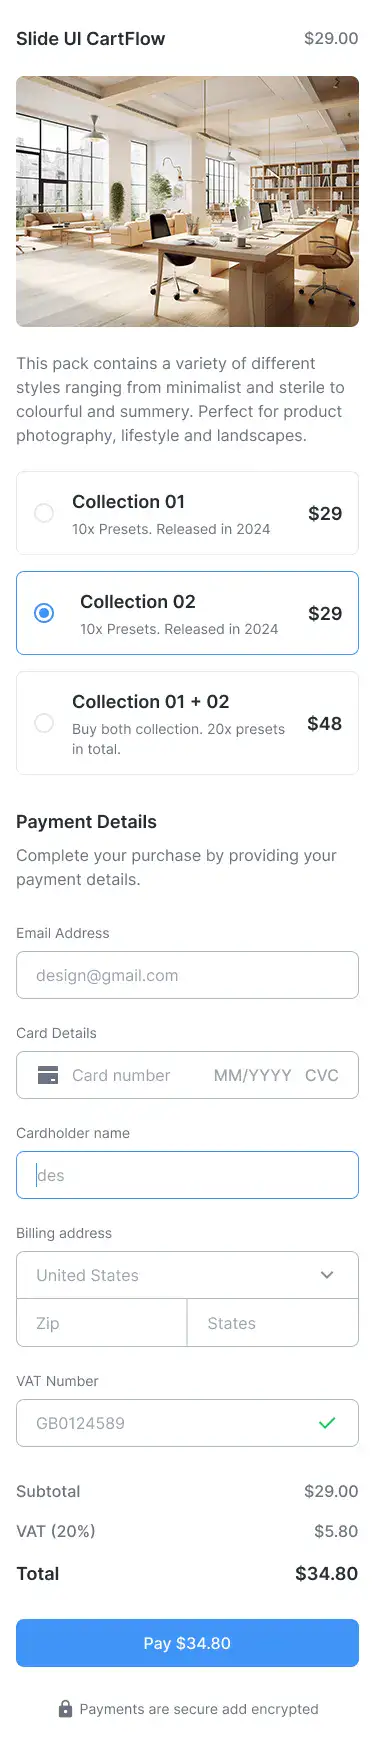 Slide UI CartFlow $29.00
This pack contains a variety of different
styles ranging from minimalist and sterile to
colourful and summery. Perfect for product
photography, lifestyle and landscapes.
Collection 01
10x Presets. Released in 2024
$29
Collection 02
10x Presets. Released in 2024
$29
Collection 01 + 02
Buy both collection. 20x presets
in total.
$48
Payment Details
Complete your purchase by providing your
payment details.
Email Address
design@gmail.com
Card Details
Card number MM/YYYY CVC
Cardholder name
des
Billing address
United States
Zip States
VAT Number
GB0124589
Subtotal $29.00
VAT (20%) $5.80
Total $34.80
Pay $34.80
Payments are secure add encrypted